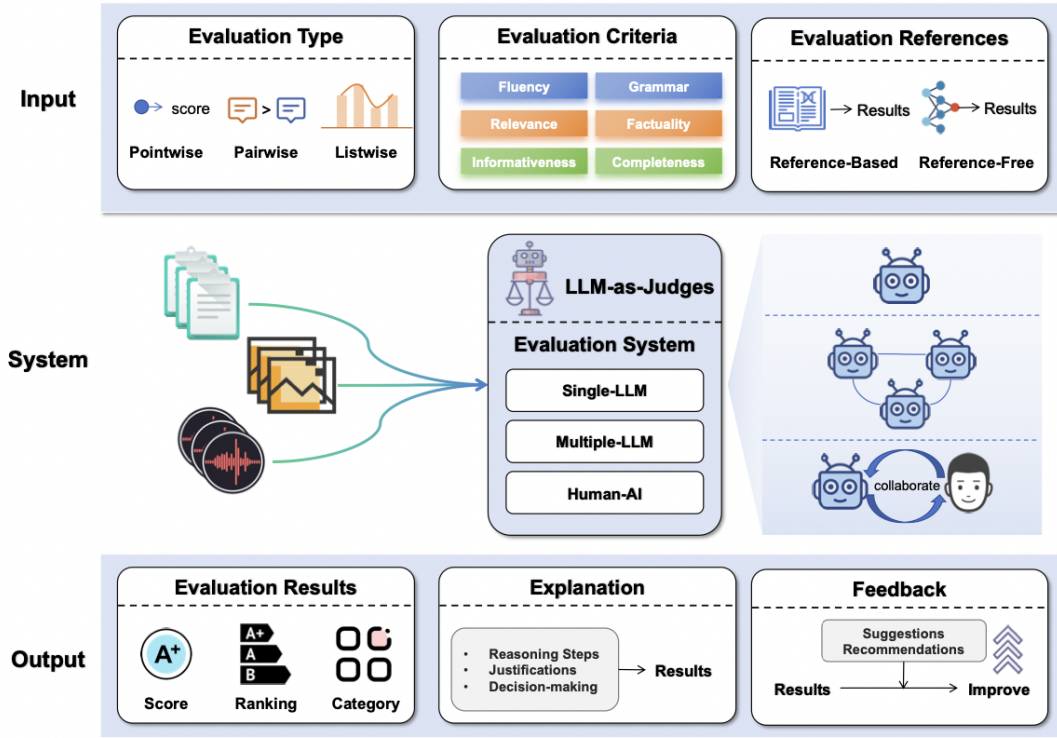 Input
Evaluation Type
score
>
Pointwise
Pairwise
Listwise
Evaluation Criteria
Fluency
Grammar
Relevance
Factuality
Informativeness
Completeness
Evaluation References
Results
Results
Reference-Based
Reference-Free
System
LLM-as-Judges
Evaluation System
Single-LLM
Multiple-LLM
Human-AI
collaborate
Output
Evaluation Results
A+
A+
A
B
Score
Ranking
Category
Explanation
• Reasoning Steps
• Justifications
• Decision-making
Results
Feedback
Suggestions
Recommendations
Results
Improve